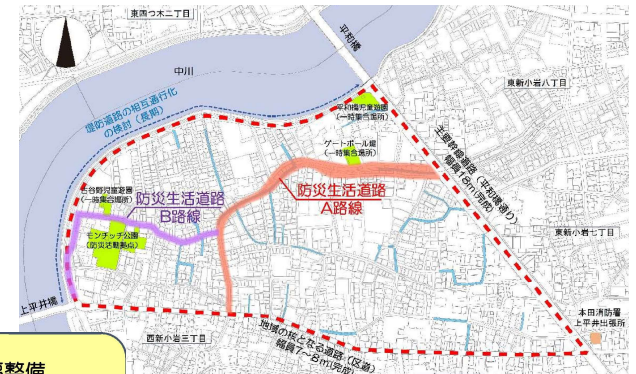 東四つ木二丁目
平和橋
中川
東新小岩八丁目
堤防道路の相互通行化
の検討（長期）
平和橋児童遊園
（一時集合場所）
ゲートボール場
（一時集合場所）
主要幹線道路（平和橋通り）
幅員18m（完成）
防災生活道路
A路線
防災生活道路
B路線
（一時集合場所）
モンチッチ公園
（防災活動拠点）
東新小岩七丁目
上平井橋
本田消防署
上平井出張所
西新小岩三丁目
地域の核となる道路（区道）
幅員7～8m（完成）
整備